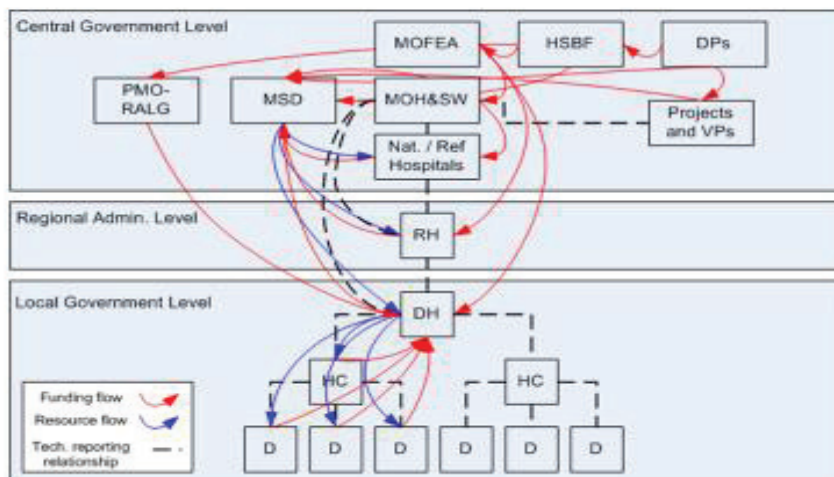 Central Government Level
MOFEA
HSBF
DPs
PMO-
RALG
MSD
MOH&SW
Projects
and VPs
Nat. / Ref
Hospitals
Regional Admin. Level
RH
Local Government Level
DH
HC
HC
Funding flow
Resource flow
Tech. reporting
relationship
D
D
D
D
D
D